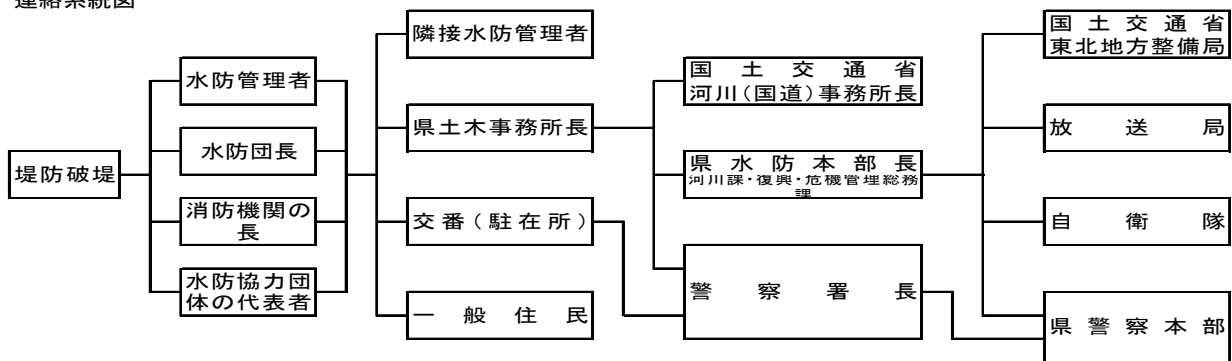 連絡系統図
堤防破堤
水防管理者
水防団長
消防機関の
長
水防協力団
体の代表者
隣接水防管理者
県土木事務所長
交番(駐在所)
一般住民
国土交通省
河川(国道)事務所長
県水防本部長
河川課・復興・危機管理総務
課
警察署長
国土交通省
東北地方整備局
放送局
自衛隊
県警察本部